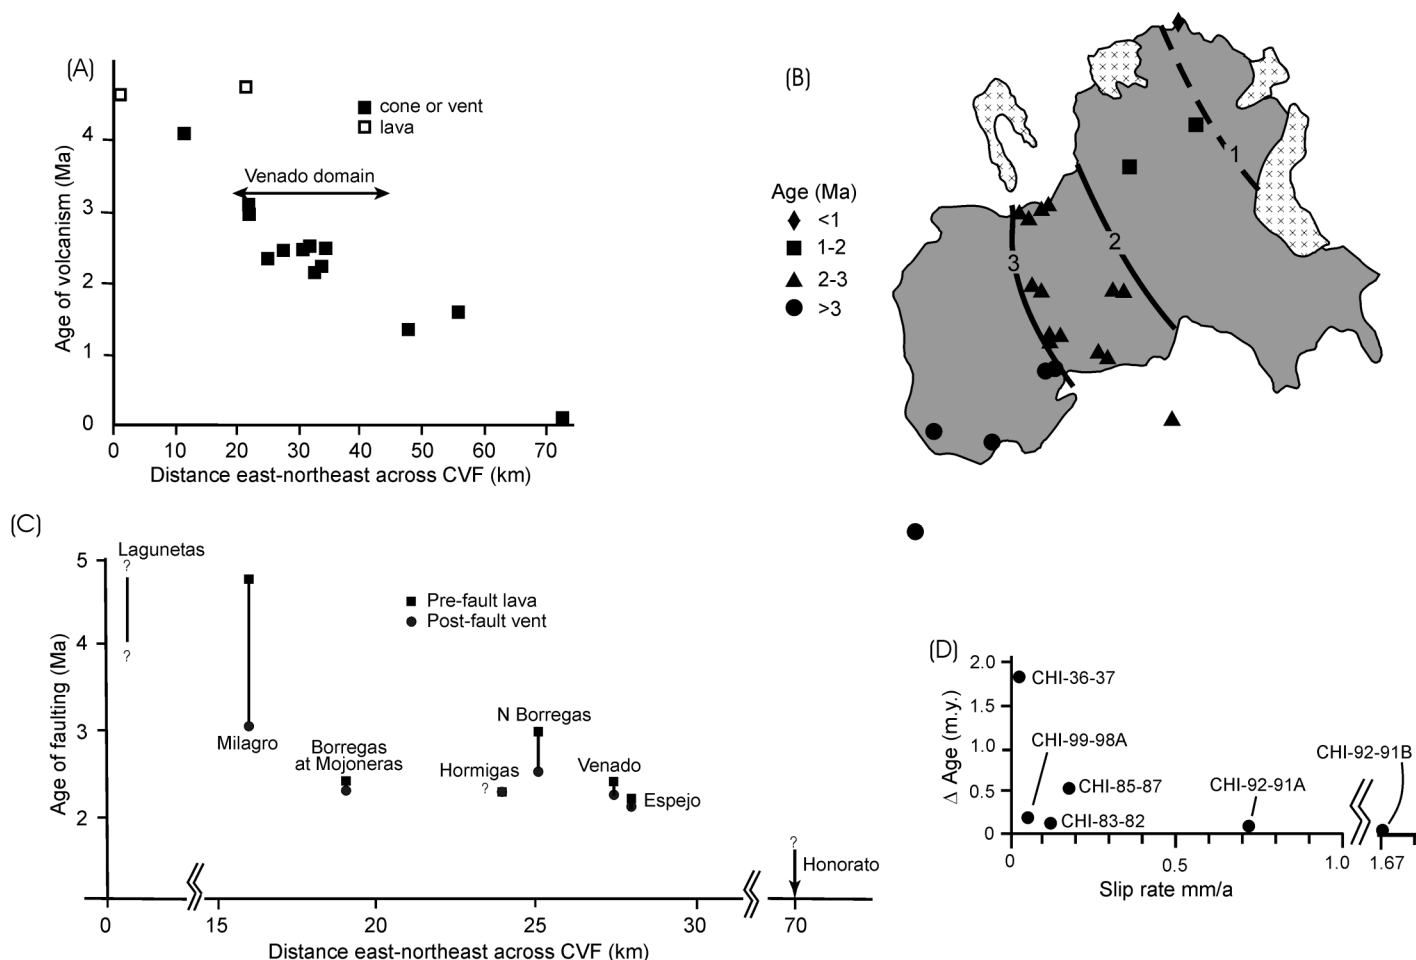 (A)
Age of volcanism (Ma)
4
3
2
1
0
cone or vent
lava
Venado domain
0 10 20 30 40 50 60 70
Distance east-northeast across CVF (km)
(B)
Age (Ma)
<1
1-2
2-3
>3
1
2
3
(C)
Age of faulting (Ma)
5
4
3
2
Lagunetas
?
?
Pre-fault lava
Post-fault vent
Milagro
Borregas
at Mojoneras
Hormigas
?
N Borregas
Venado
Espejo
?
Honorato
0 15 20 25 30 70
Distance east-northeast across CVF (km)
(D)
Δ Age (m.y.)
2.0
1.5
1.0
0.5
0
CHI-36-37
CHI-99-98A
CHI-85-87
CHI-83-82
CHI-92-91A
CHI-92-91B
0 0.5 1.0 1.67
Slip rate mm/a